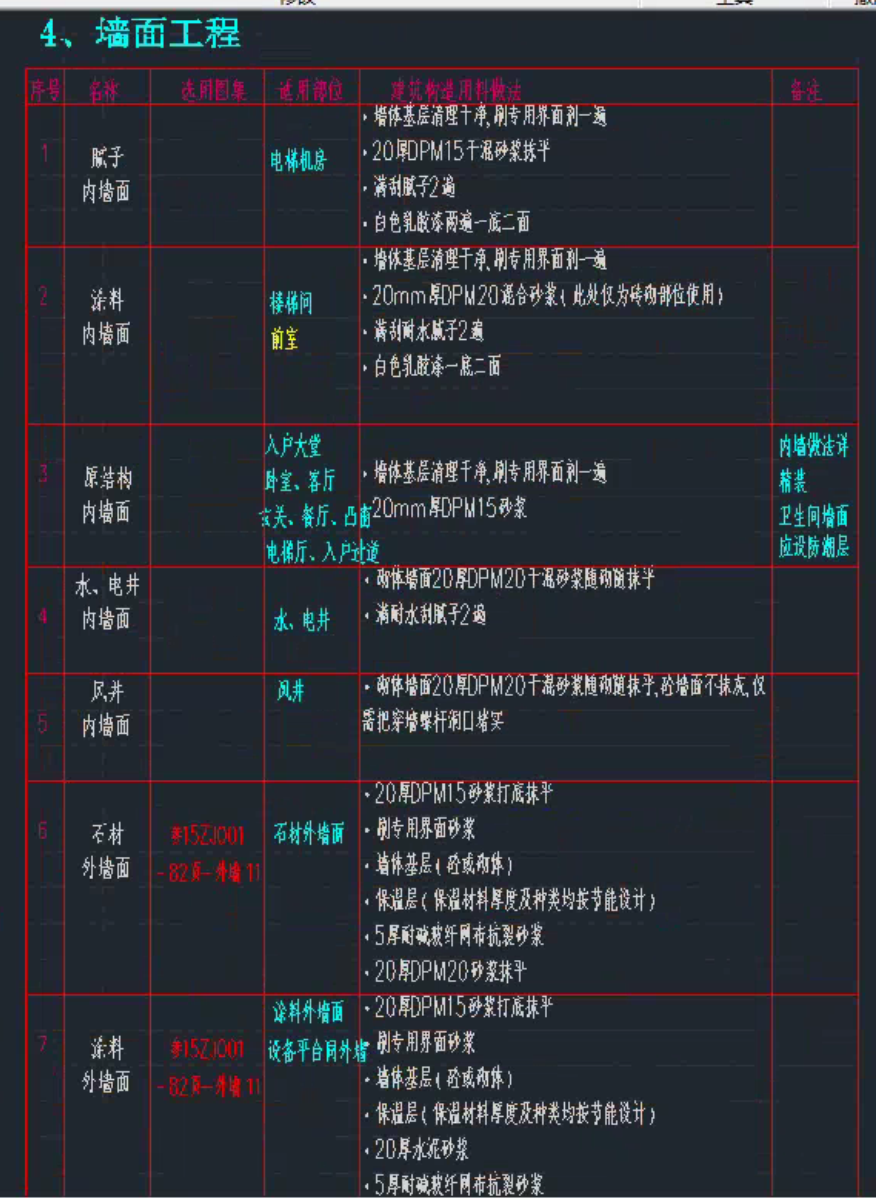 4、墙面工程
序号 名称 选用图集 适用部位 建筑构造用料做法 备注
1
腻子
内墙面
电梯机房
·墙体基层清理干净,刷专用界面剂一遍
·20厚DPM15干混砂浆抹平
·满刮腻子2遍
·白色乳胶漆两遍一底二面
2
涂料
内墙面
楼梯间
前室
·墙体基层清理干净,刷专用界面剂一遍
·20mm厚DPM20混合砂浆(此处仅为砖砌部位使用)
·满刮耐水腻子2遍
·白色乳胶漆一底二面
3
原结构
内墙面
入户大堂
卧室、客厅
玄关、餐厅、凸窗
电梯厅、入户过道
·墙体基层清理干净,刷专用界面剂一遍
·20mm厚DPM15砂浆
内墙做法详
精装
卫生间墙面
应设防潮层
4
水、电井
内墙面
水、电井
·砌体墙面20厚DPM20干混砂浆随砌随抹平
·满耐水刮腻子2遍
5
风井
内墙面
风井
·砌体墙面20厚DPM20干混砂浆随砌随抹平,砼墙面不抹灰,仅
需把穿墙螺杆洞口堵实
6
石材
外墙面
参15ZJ001
-82页-外墙11
石材外墙面
·20厚DPM15砂浆打底抹平
·刷专用界面砂浆
·墙体基层(砼或砌体)
·保温层(保温材料厚度及种类均按节能设计)
·5厚耐碱玻纤网布抗裂砂浆
·20厚DPM20砂浆抹平
7
涂料
外墙面
参15ZJ001
-82页-外墙11
涂料外墙面
设备平台同外墙
·20厚DPM15砂浆打底抹平
·刷专用界面砂浆
·墙体基层(砼或砌体)
·保温层(保温材料厚度及种类均按节能设计)
·20厚水泥砂浆
·5厚耐碱玻纤网布抗裂砂浆